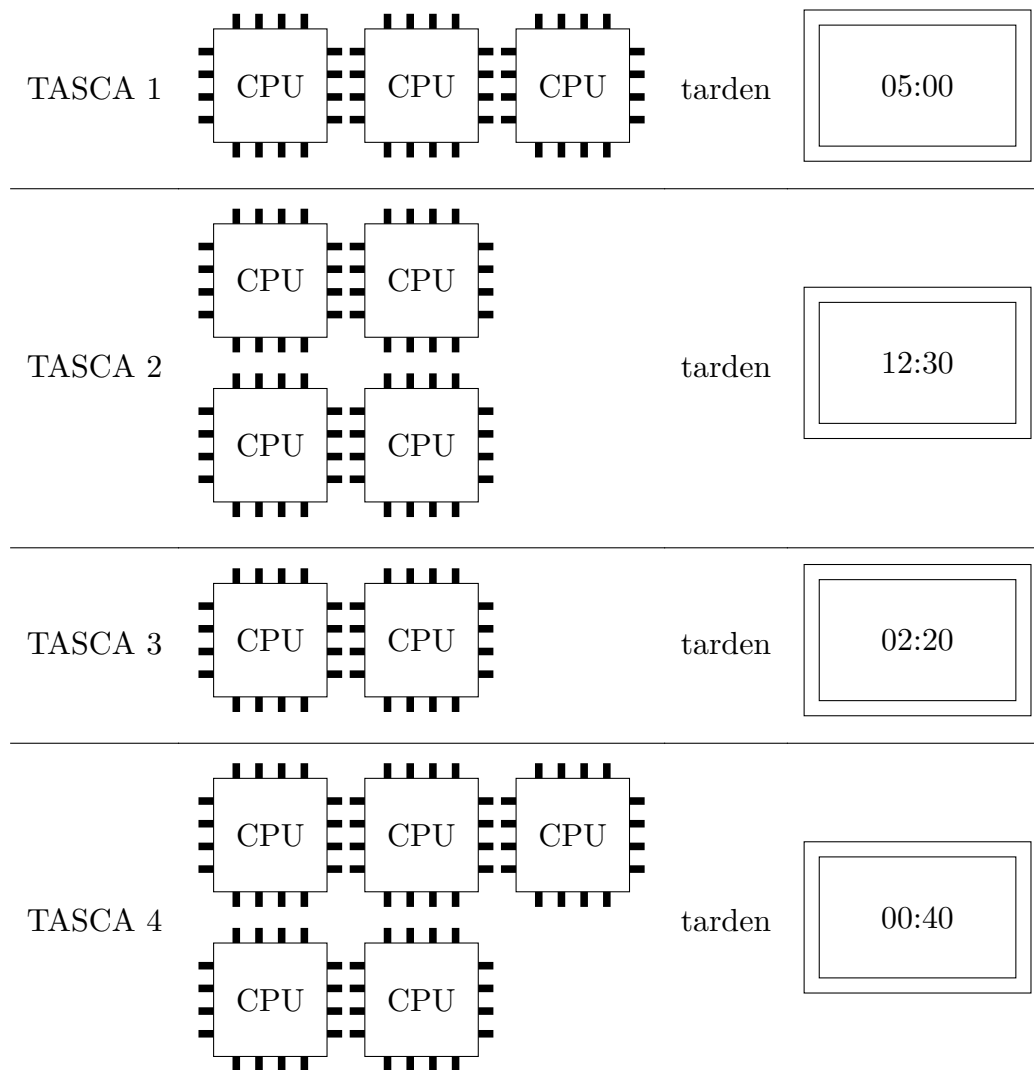 TASCA 1 CPU CPU CPU tarden 05:00
CPU CPU
TASCA 2 tarden 12:30
CPU CPU
TASCA 3 CPU CPU tarden 02:20
CPU CPU CPU
TASCA 4 tarden 00:40
CPU CPU